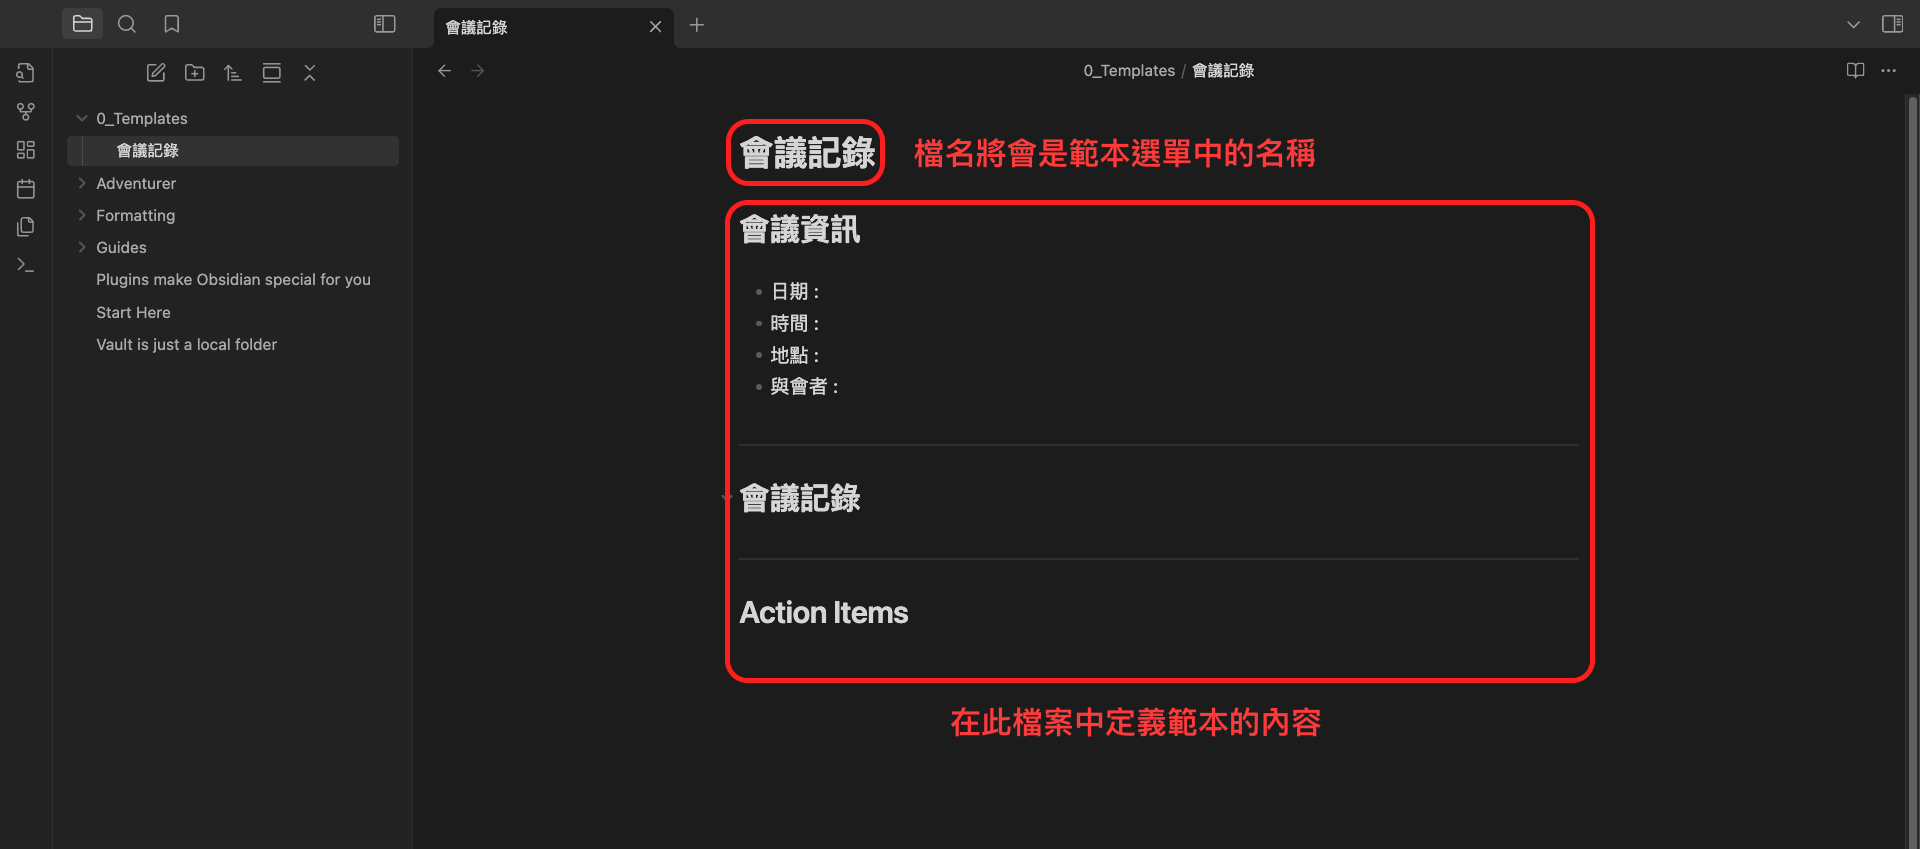 會議記錄
0_Templates / 會議記錄
0_Templates
會議記錄
Adventurer
Formatting
Guides
Plugins make Obsidian special for you
Start Here
Vault is just a local folder
會議記錄
檔名將會是範本選單中的名稱
會議資訊
日期：
時間：
地點：
與會者：
會議記錄
Action Items
在此檔案中定義範本的內容